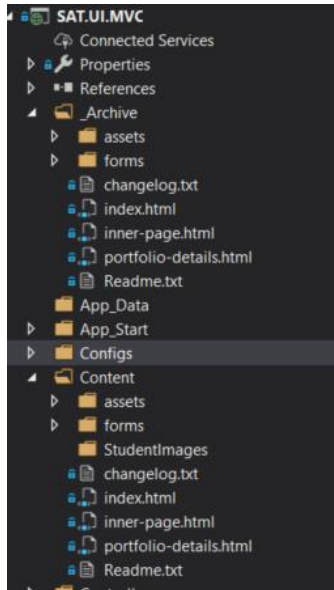 SAT.UI.MVC
Connected Services
Properties
References
_Archive
assets
forms
changelog.txt
index.html
inner-page.html
portfolio-details.html
Readme.txt
App_Data
App_Start
Configs
Content
assets
forms
StudentImages
changelog.txt
index.html
inner-page.html
portfolio-details.html
Readme.txt